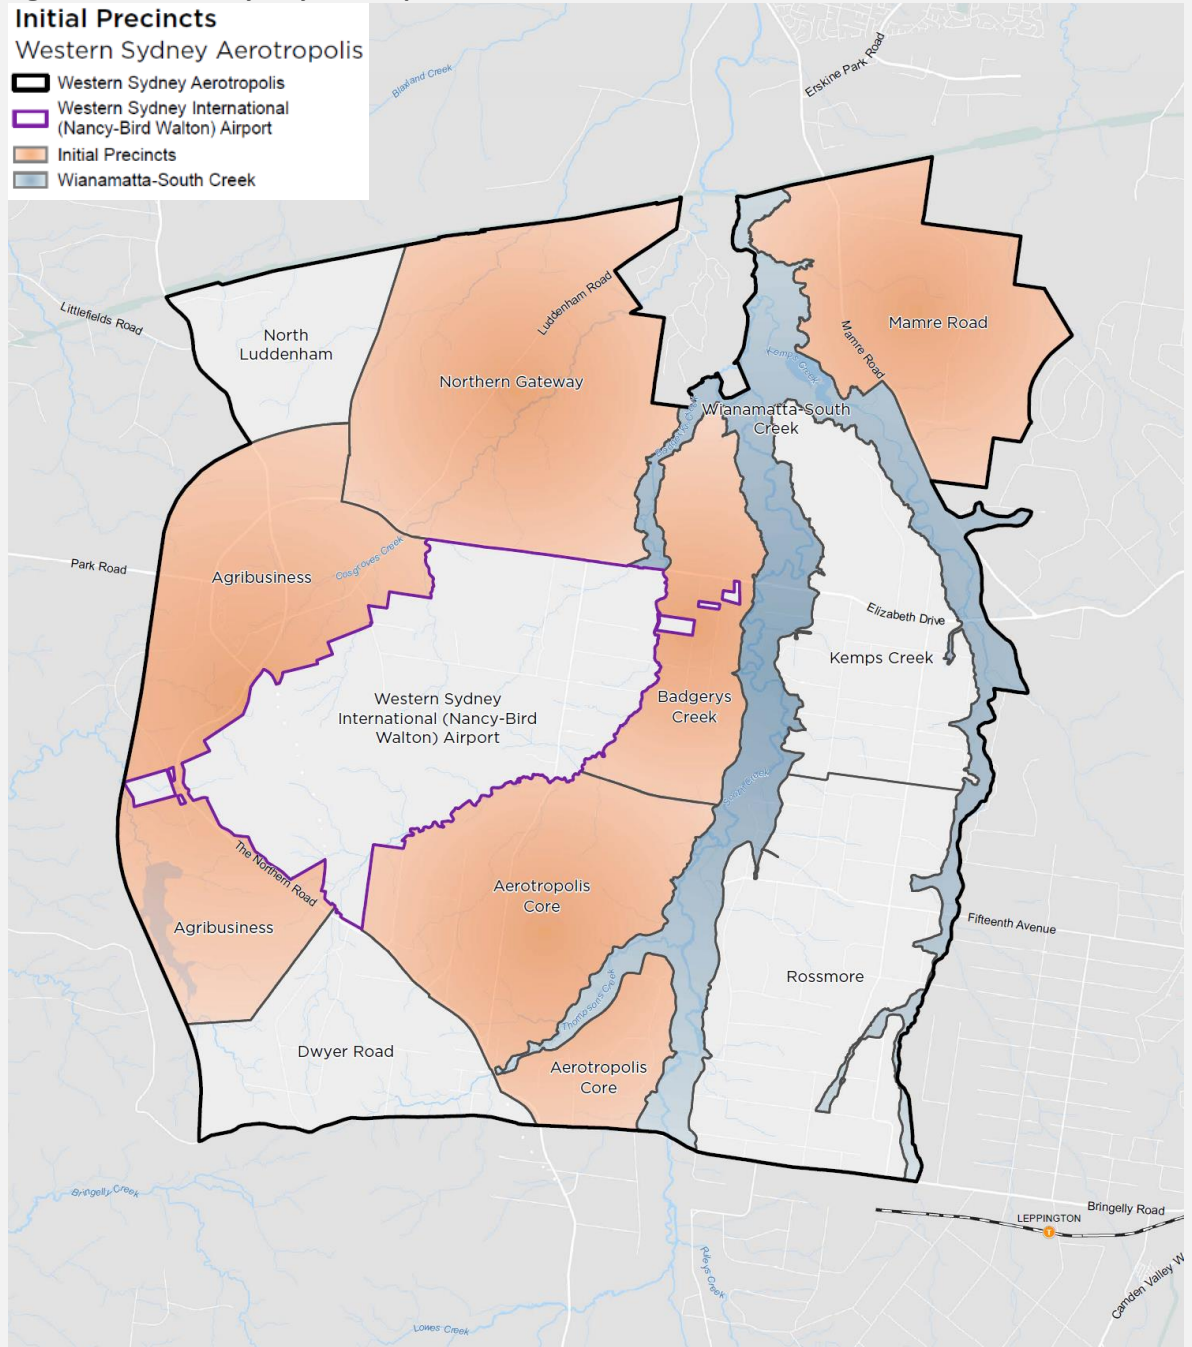 Initial Precincts
Western Sydney Aerotropolis
Western Sydney Aerotropolis
Western Sydney International
(Nancy-Bird Walton) Airport
Initial Precincts
Wianamatta-South Creek
Blaxland Creek
Erskine Park Road
Littlefields Road
North
Luddenham
Luddenham Road
Northern Gateway
Mamre Road
Mamre Road
Kemps Creek
Wianamatta-South
Creek
Park Road
Cosgroves Creek
Agribusiness
Elizabeth Drive
Kemps Creek
Western Sydney
International (Nancy-Bird
Walton) Airport
Badgerys
Creek
The Northern Road
Aerotropolis
Core
Agribusiness
Fifteenth Avenue
Rossmore
Thompsons Creek
Dwyer Road
Aerotropolis
Core
Bringelly Creek
Bringelly Road
LEPPINGTON
T
Rileys Creek
Camden Valley W
Lowes Creek